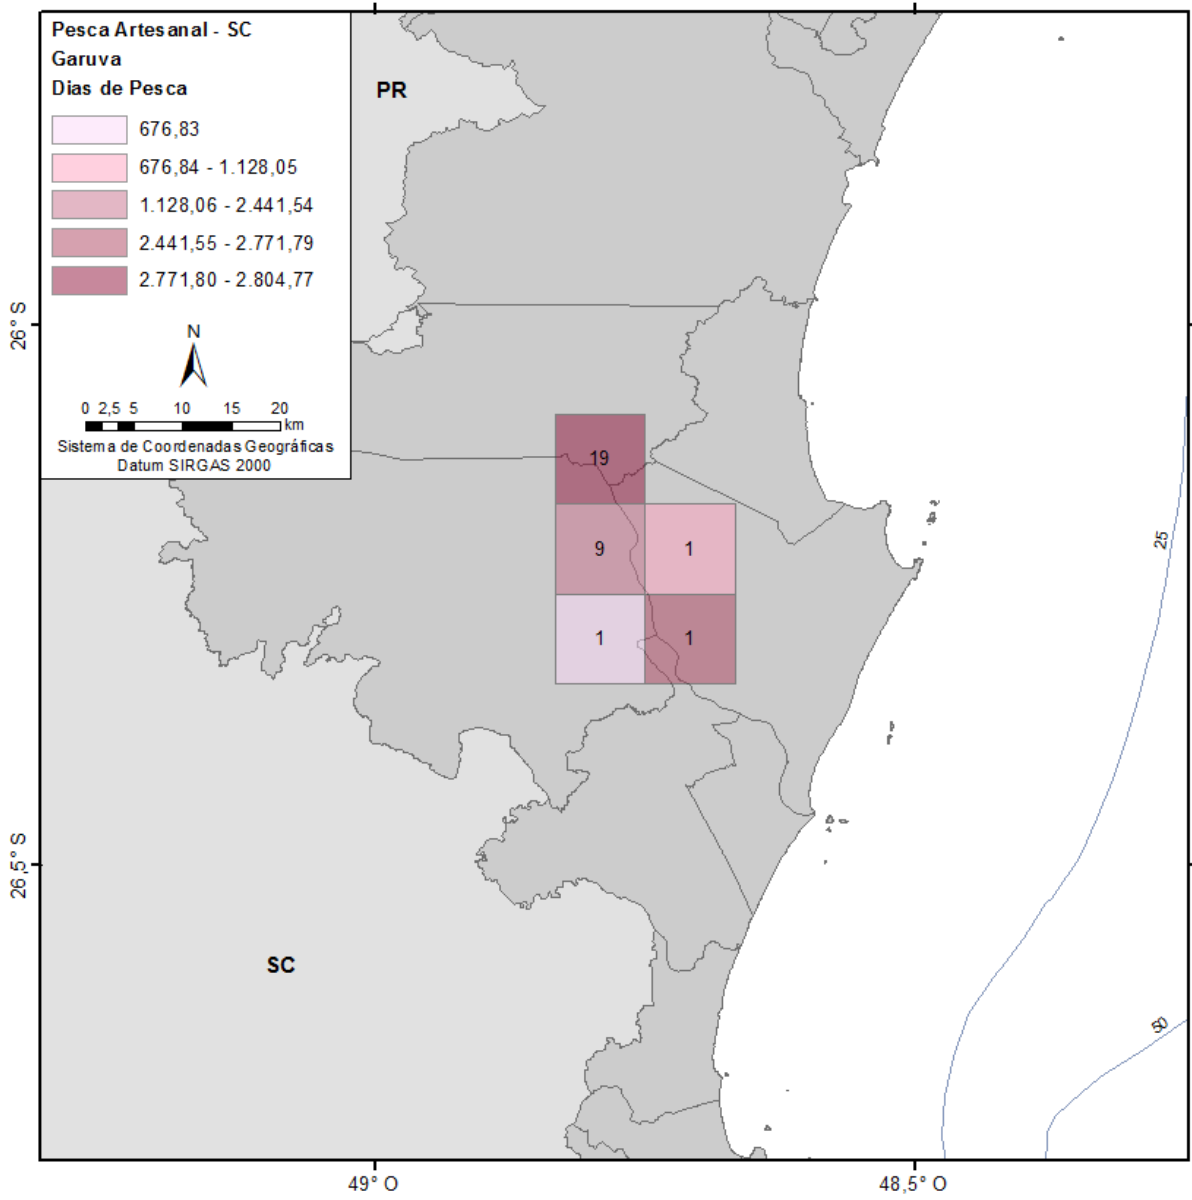 Pesca Artesanal - SC
Garuva
Dias de Pesca
676,83
676,84 - 1.128,05
1.128,06 - 2.441,54
2.441,55 - 2.771,79
2.771,80 - 2.804,77
N
0 2,5 5 10 15 20
km
Sistema de Coordenadas Geográficas
Datum SIRGAS 2000
PR
26° S
19
9 1
25
1 1
26,5° S
SC
50
49° O 48,5° O